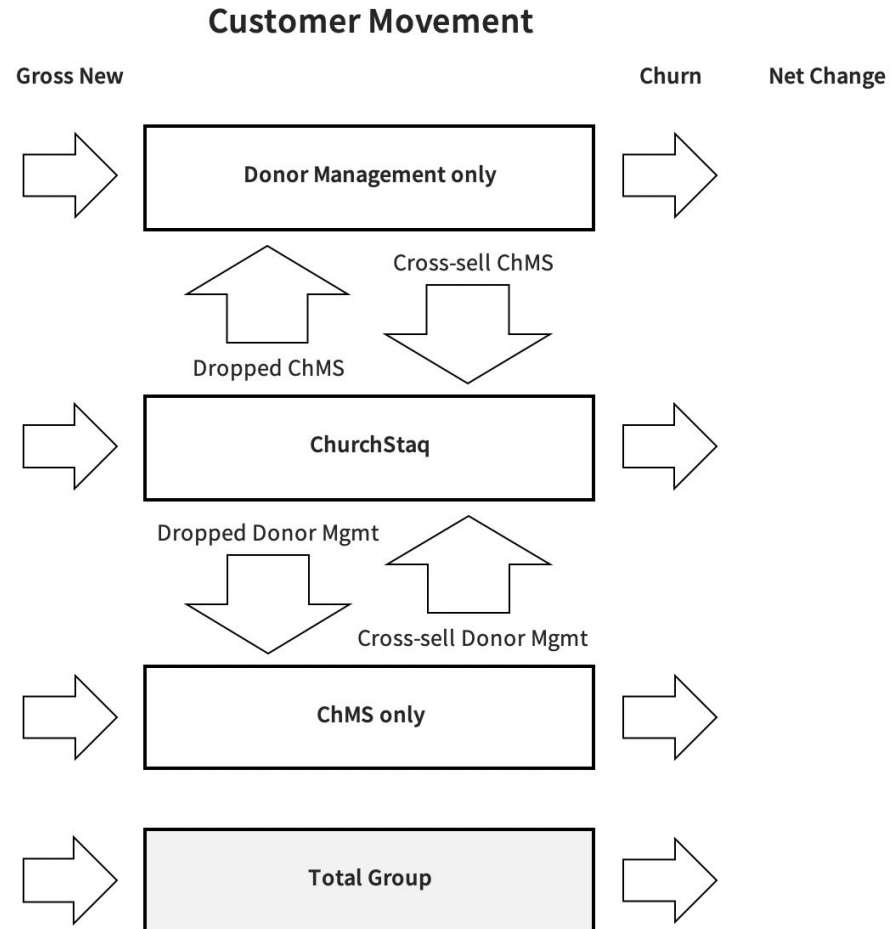 Customer Movement
Gross New
Churn
Net Change
Donor Management only
Cross-sell ChMS
Dropped ChMS
ChurchStaq
Dropped Donor Mgmt
Cross-sell Donor Mgmt
ChMS only
Total Group